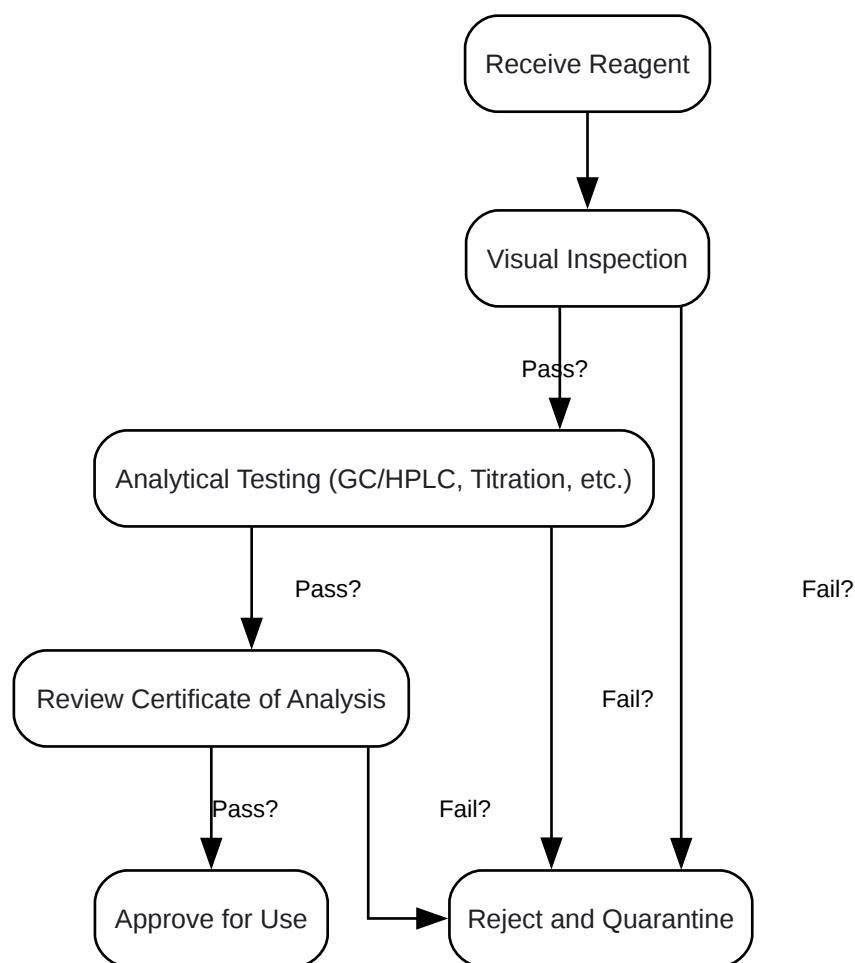 Receive Reagent
Visual Inspection
Pass?
Analytical Testing (GC/HPLC, Titration, etc.)
Pass?
Fail?
Review Certificate of Analysis
Fail?
Pass?
Fail?
Approve for Use
Reject and Quarantine